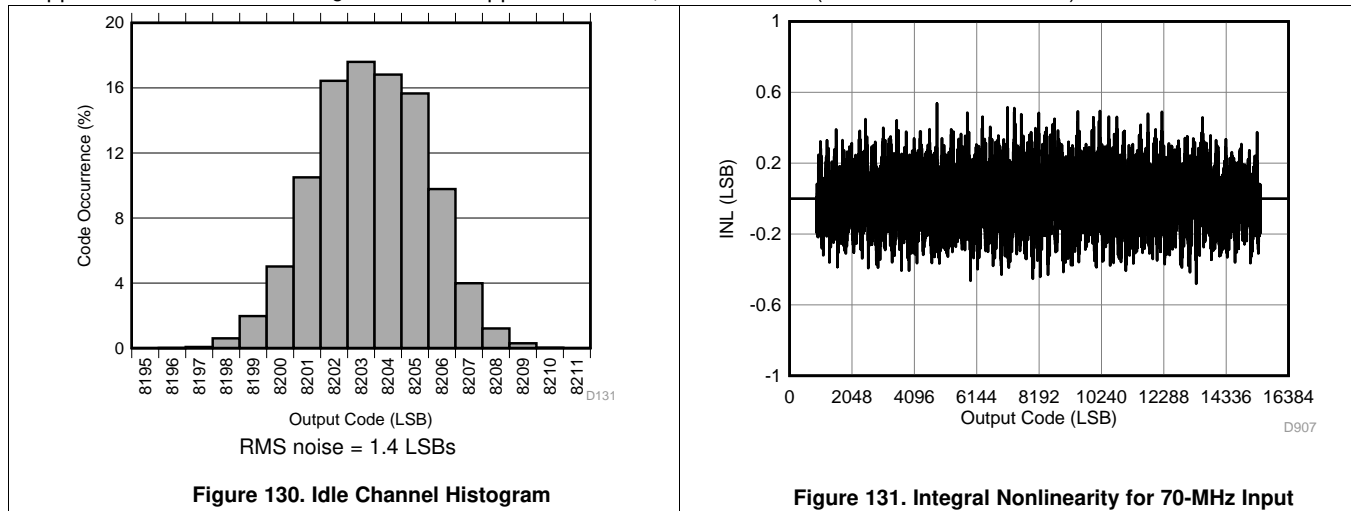 20
16
12
8
4
0
Code Occurrence (%)
8195
8196
8197
8198
8199
8200
8201
8202
8203
8204
8205
8206
8207
8208
8209
8210
8211
D131
Output Code (LSB)
RMS noise = 1.4 LSBs
Figure 130. Idle Channel Histogram
1
0.6
0.2
-0.2
-0.6
-1
INL (LSB)
0 2048 4096 6144 8192 10240 12288 14336 16384
Output Code (LSB)
D907
Figure 131. Integral Nonlinearity for 70-MHz Input